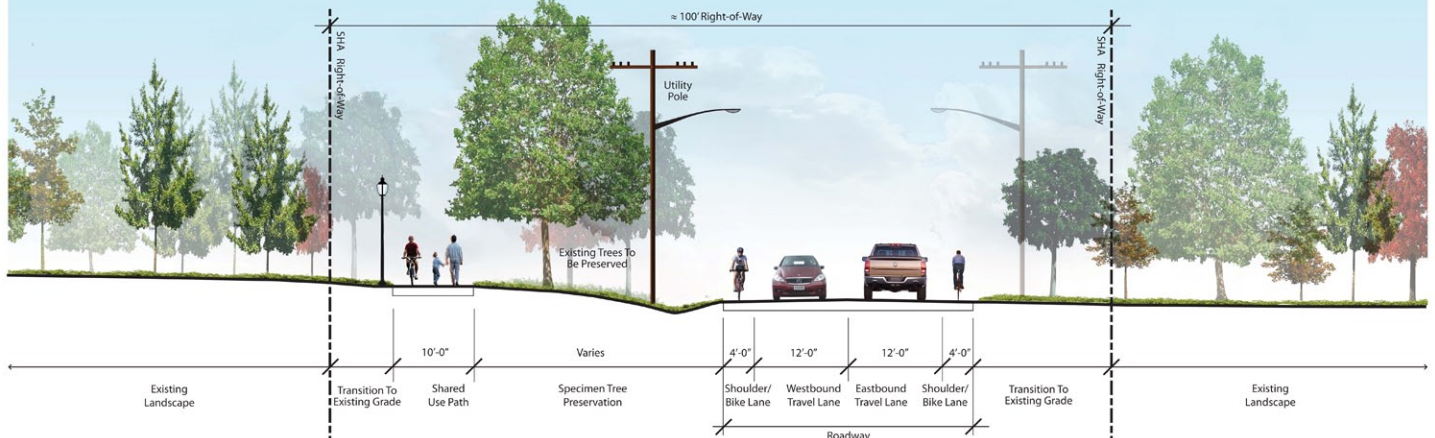 ≈ 100' Right-of-Way
SHA Right-of-Way
SHA Right-of-Way
Utility
Pole
Existing Trees To
Be Preserved
10'-0"
Varies
4'-0"
12'-0"
12'-0"
4'-0"
Existing
Landscape
Transition To
Existing Grade
Shared
Use Path
Specimen Tree
Preservation
Shoulder/
Bike Lane
Westbound
Travel Lane
Eastbound
Travel Lane
Shoulder/
Bike Lane
Transition To
Existing Grade
Existing
Landscape
Roadway